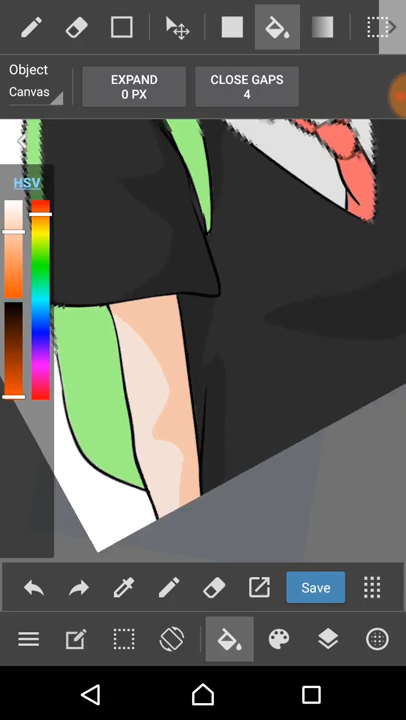 Object
Canvas
EXPAND
0 PX
CLOSE GAPS
4
HSV
Save